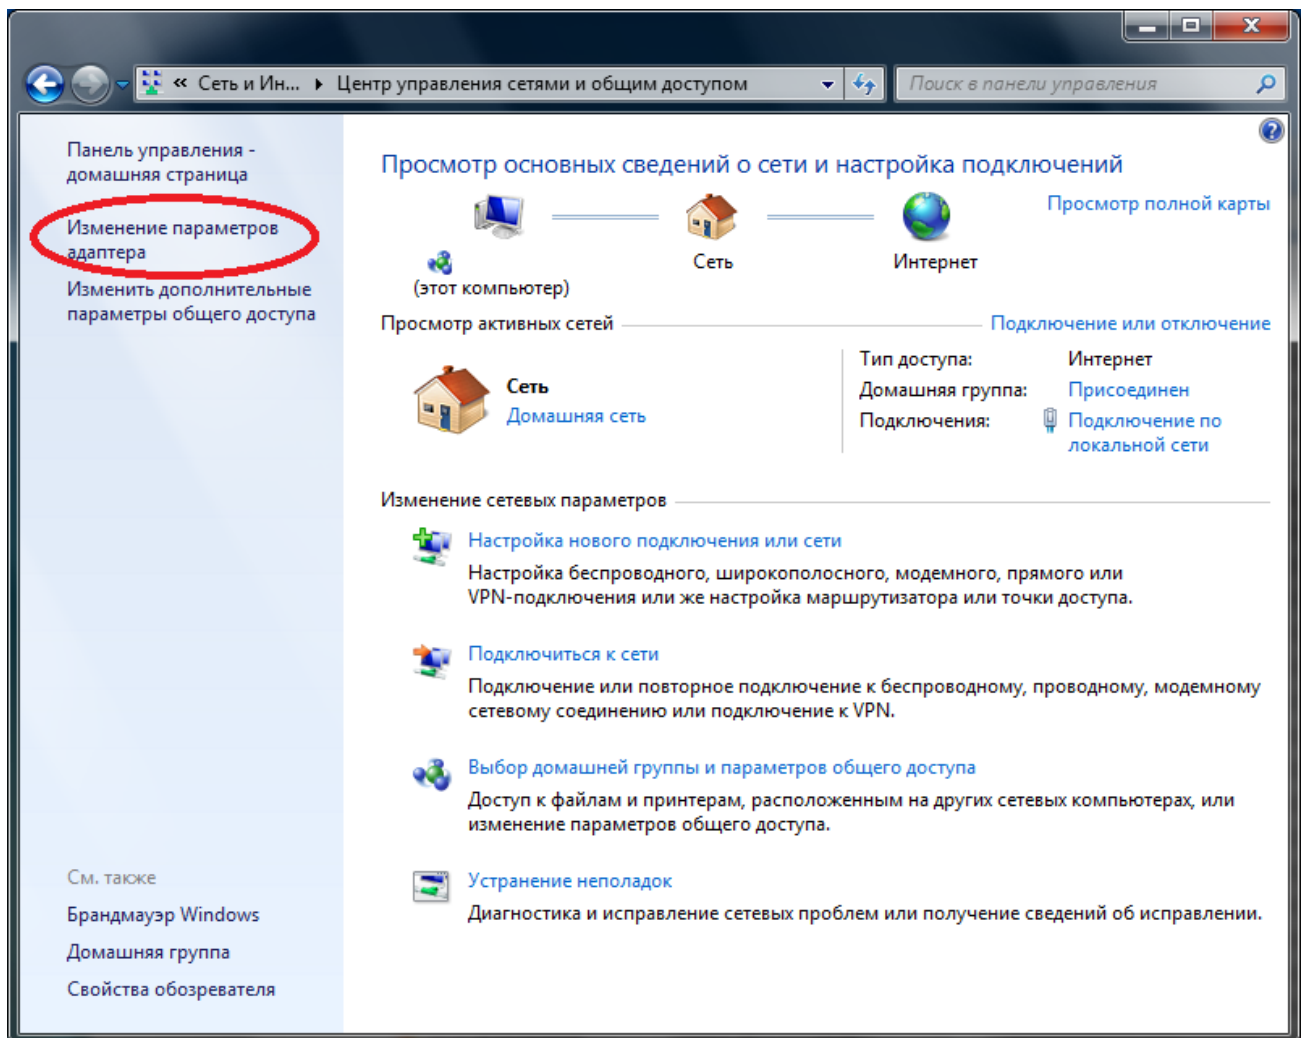 « Сеть и Ин... ▸ Центр управления сетями и общим доступом
Поиск в панели управления
Панель управления -
домашняя страница
Изменение параметров
адаптера
Изменить дополнительные
параметры общего доступа
См. также
Брандмауэр Windows
Домашняя группа
Свойства обозревателя
Просмотр основных сведений о сети и настройка подключений
Просмотр полной карты
(этот компьютер)
Сеть
Интернет
Просмотр активных сетей
Подключение или отключение
Сеть
Домашняя сеть
Тип доступа: Интернет
Домашняя группа: Присоединен
Подключения: Подключение по
локальной сети
Изменение сетевых параметров
Настройка нового подключения или сети
Настройка беспроводного, широкополосного, модемного, прямого или
VPN-подключения или же настройка маршрутизатора или точки доступа.
Подключиться к сети
Подключение или повторное подключение к беспроводному, проводному, модемному
сетевому соединению или подключение к VPN.
Выбор домашней группы и параметров общего доступа
Доступ к файлам и принтерам, расположенным на других сетевых компьютерах, или
изменение параметров общего доступа.
Устранение неполадок
Диагностика и исправление сетевых проблем или получение сведений об исправлении.